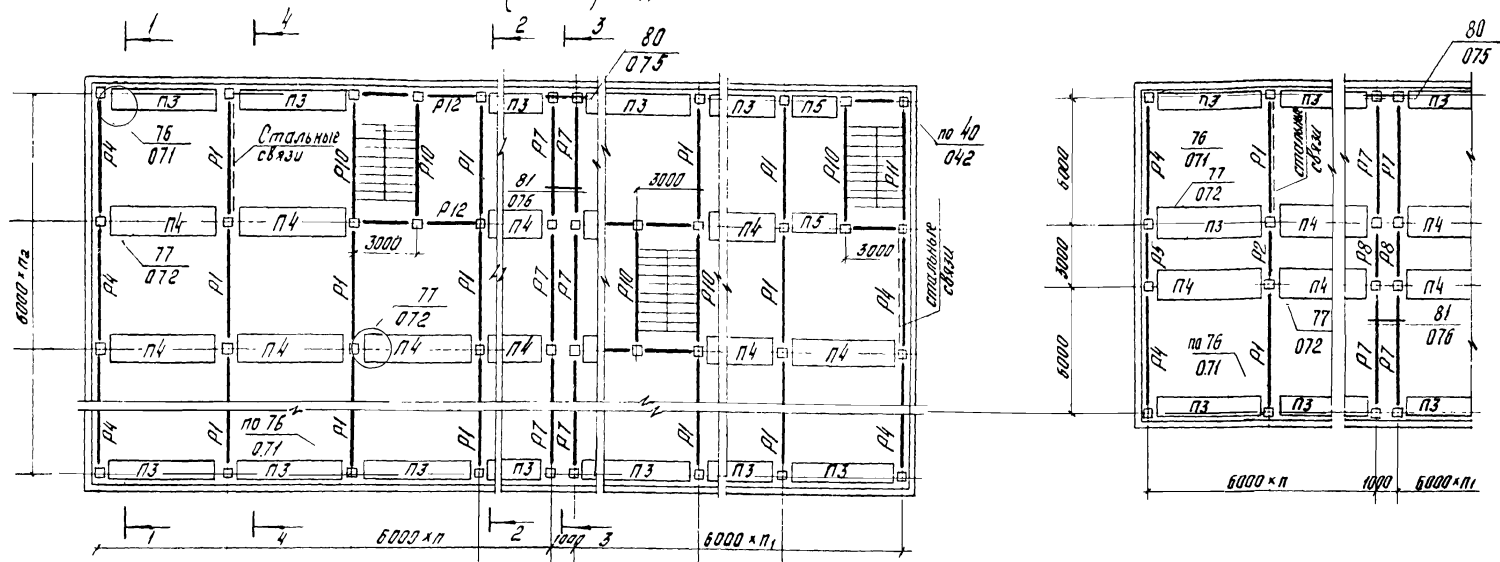 1
4
2
3
80
075
80
075
П3
П3
Р12
П3
П3
П3
П5
П3
П3
П3
76
071
Стальные
связи
по 40
042
Р4
Р1
Р10
Р10
Р1
Р7
Р7
Р1
Р1
Р10
Р11
81
076
3000
Р12
П4
П4
П4
П4
П5
77
072
3000
3000
6000 × п2
Р4
Р1
Р1
Р1
Р7
Р7
Р10
Р10
Р1
Р4
стальные
связи
77
072
П4
П4
П4
П4
П4
П4
Р4
Р1
Р1
Р1
Р7
Р7
Р1
Р4
по 76
071
П3
П3
П3
П3
П3
П3
П3
1
4
2
3
6000 × п
1000
6000 × п1
6000
3000
6000
Р4
76
071
77
072
Р1
стальные
связи
Р7
Р7
П3
П4
П4
Р2
Р8
Р8
П4
П4
П4
77
072
81
076
Р4
по 76
071
Р1
Р7
Р7
П3
П3
П3
6000 × п
1000
6000 × п1